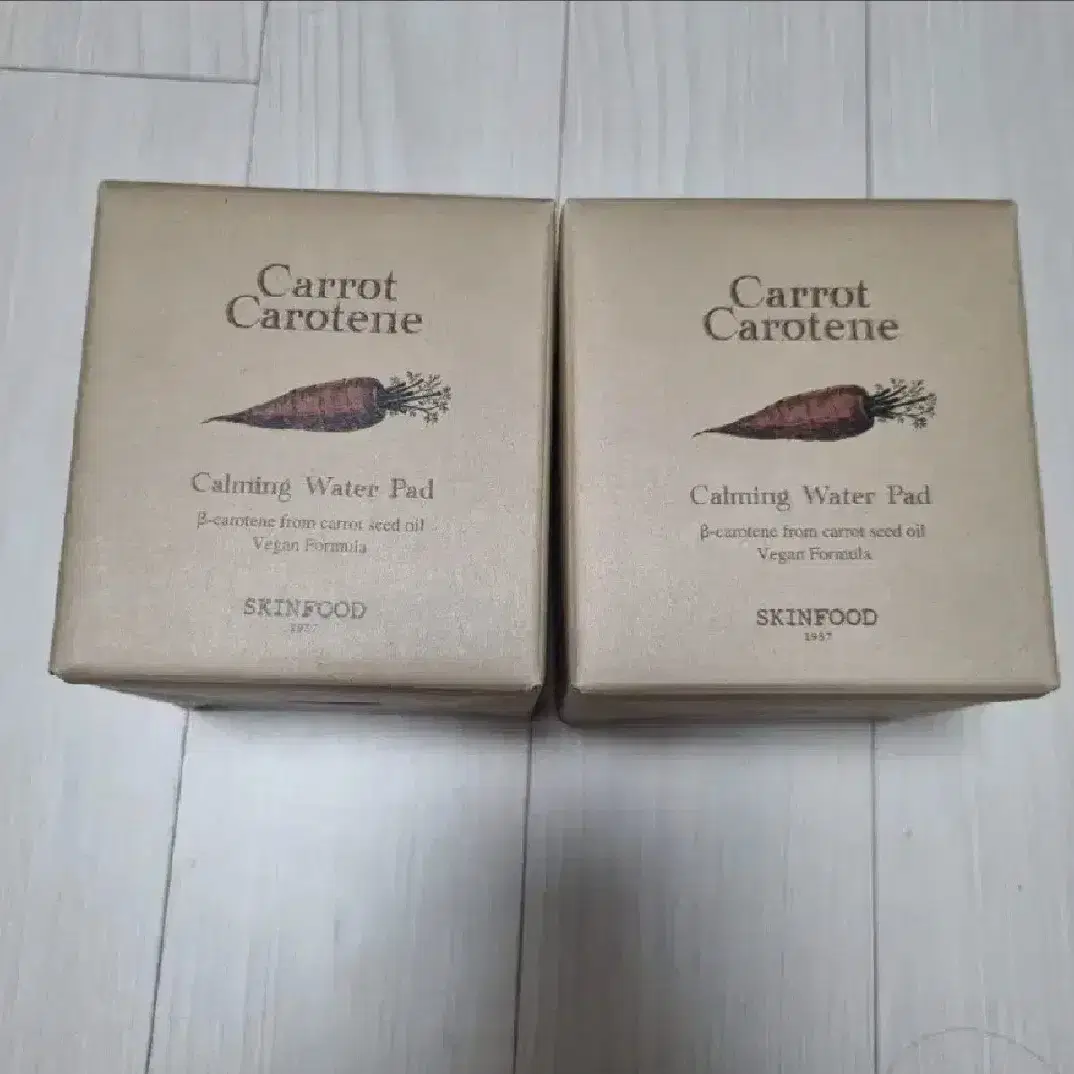 Carrot
Carotene
Calming Water Pad
β-carotene from carrot seed oil
Vegan Formula
SKINFOOD
1957
Carrot
Carotene
Calming Water Pad
β-carotene from carrot seed oil
Vegan Formula
SKINFOOD
1957